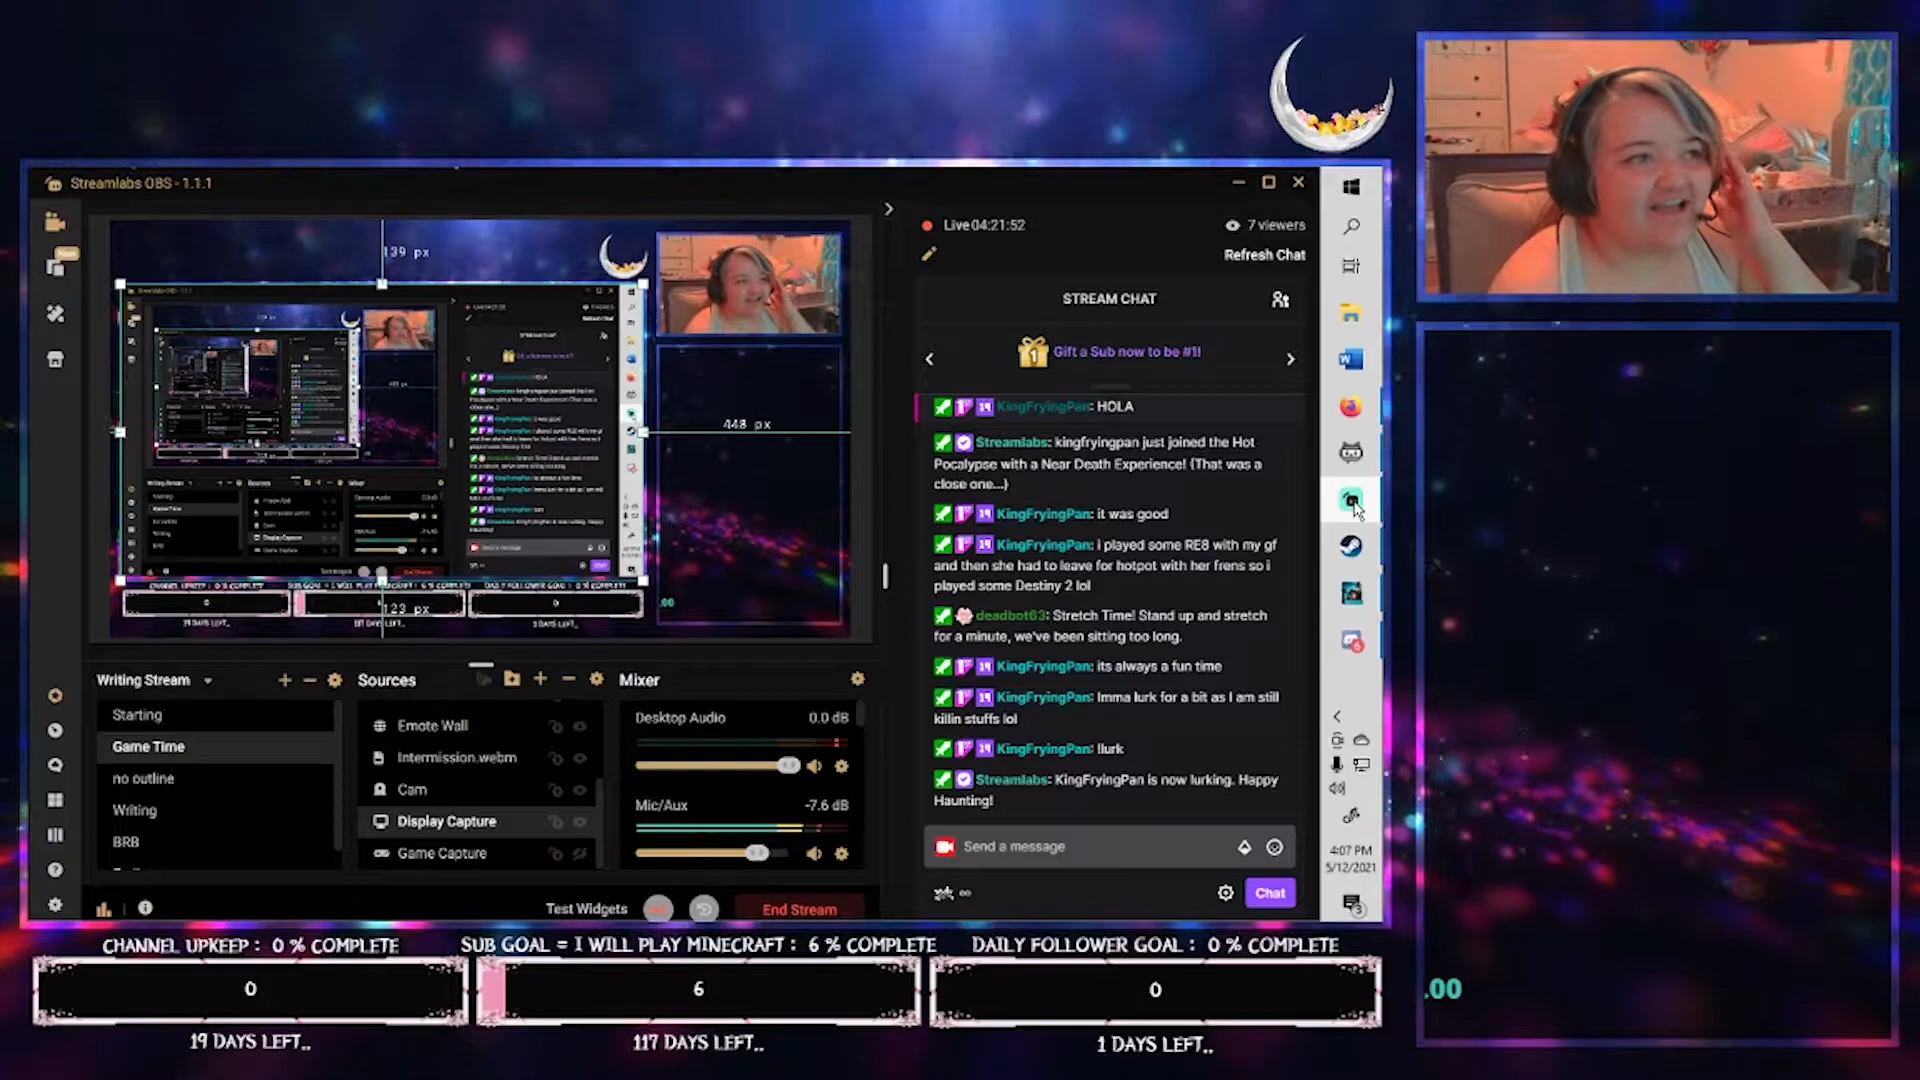 Streamlabs OBS - 1.1.1
139 px
448 px
123 px
.00
Live 04:21:52
7 viewers
Refresh Chat
STREAM CHAT
1
Gift a Sub now to be #1!
KingFryingPan: HOLA
Streamlabs: kingfryingpan just joined the Hot
Pocalypse with a Near Death Experience! (That was a
close one...)
KingFryingPan: it was good
KingFryingPan: i played some RE8 with my gf
and then she had to leave for hotpot with her frens so i
played some Destiny 2 lol
deadbot63: Stretch Time! Stand up and stretch
for a minute, we've been sitting too long.
KingFryingPan: its always a fun time
KingFryingPan: Imma lurk for a bit as I am still
killin stuffs lol
KingFryingPan: !lurk
Streamlabs: KingFryingPan is now lurking. Happy
Haunting!
Send a message
Chat
Writing Stream
Starting
Game Time
no outline
Writing
BRB
Sources
Emote Wall
Intermission.webm
Cam
Display Capture
Game Capture
Mixer
Desktop Audio
0.0 dB
Mic/Aux
-7.6 dB
Test Widgets
End Stream
4:07 PM
5/12/2021
3
CHANNEL UPKEEP : 0 % COMPLETE
0
19 DAYS LEFT..
SUB GOAL = I WILL PLAY MINECRAFT : 6 % COMPLETE
6
117 DAYS LEFT..
DAILY FOLLOWER GOAL : 0 % COMPLETE
0
1 DAYS LEFT..
.00